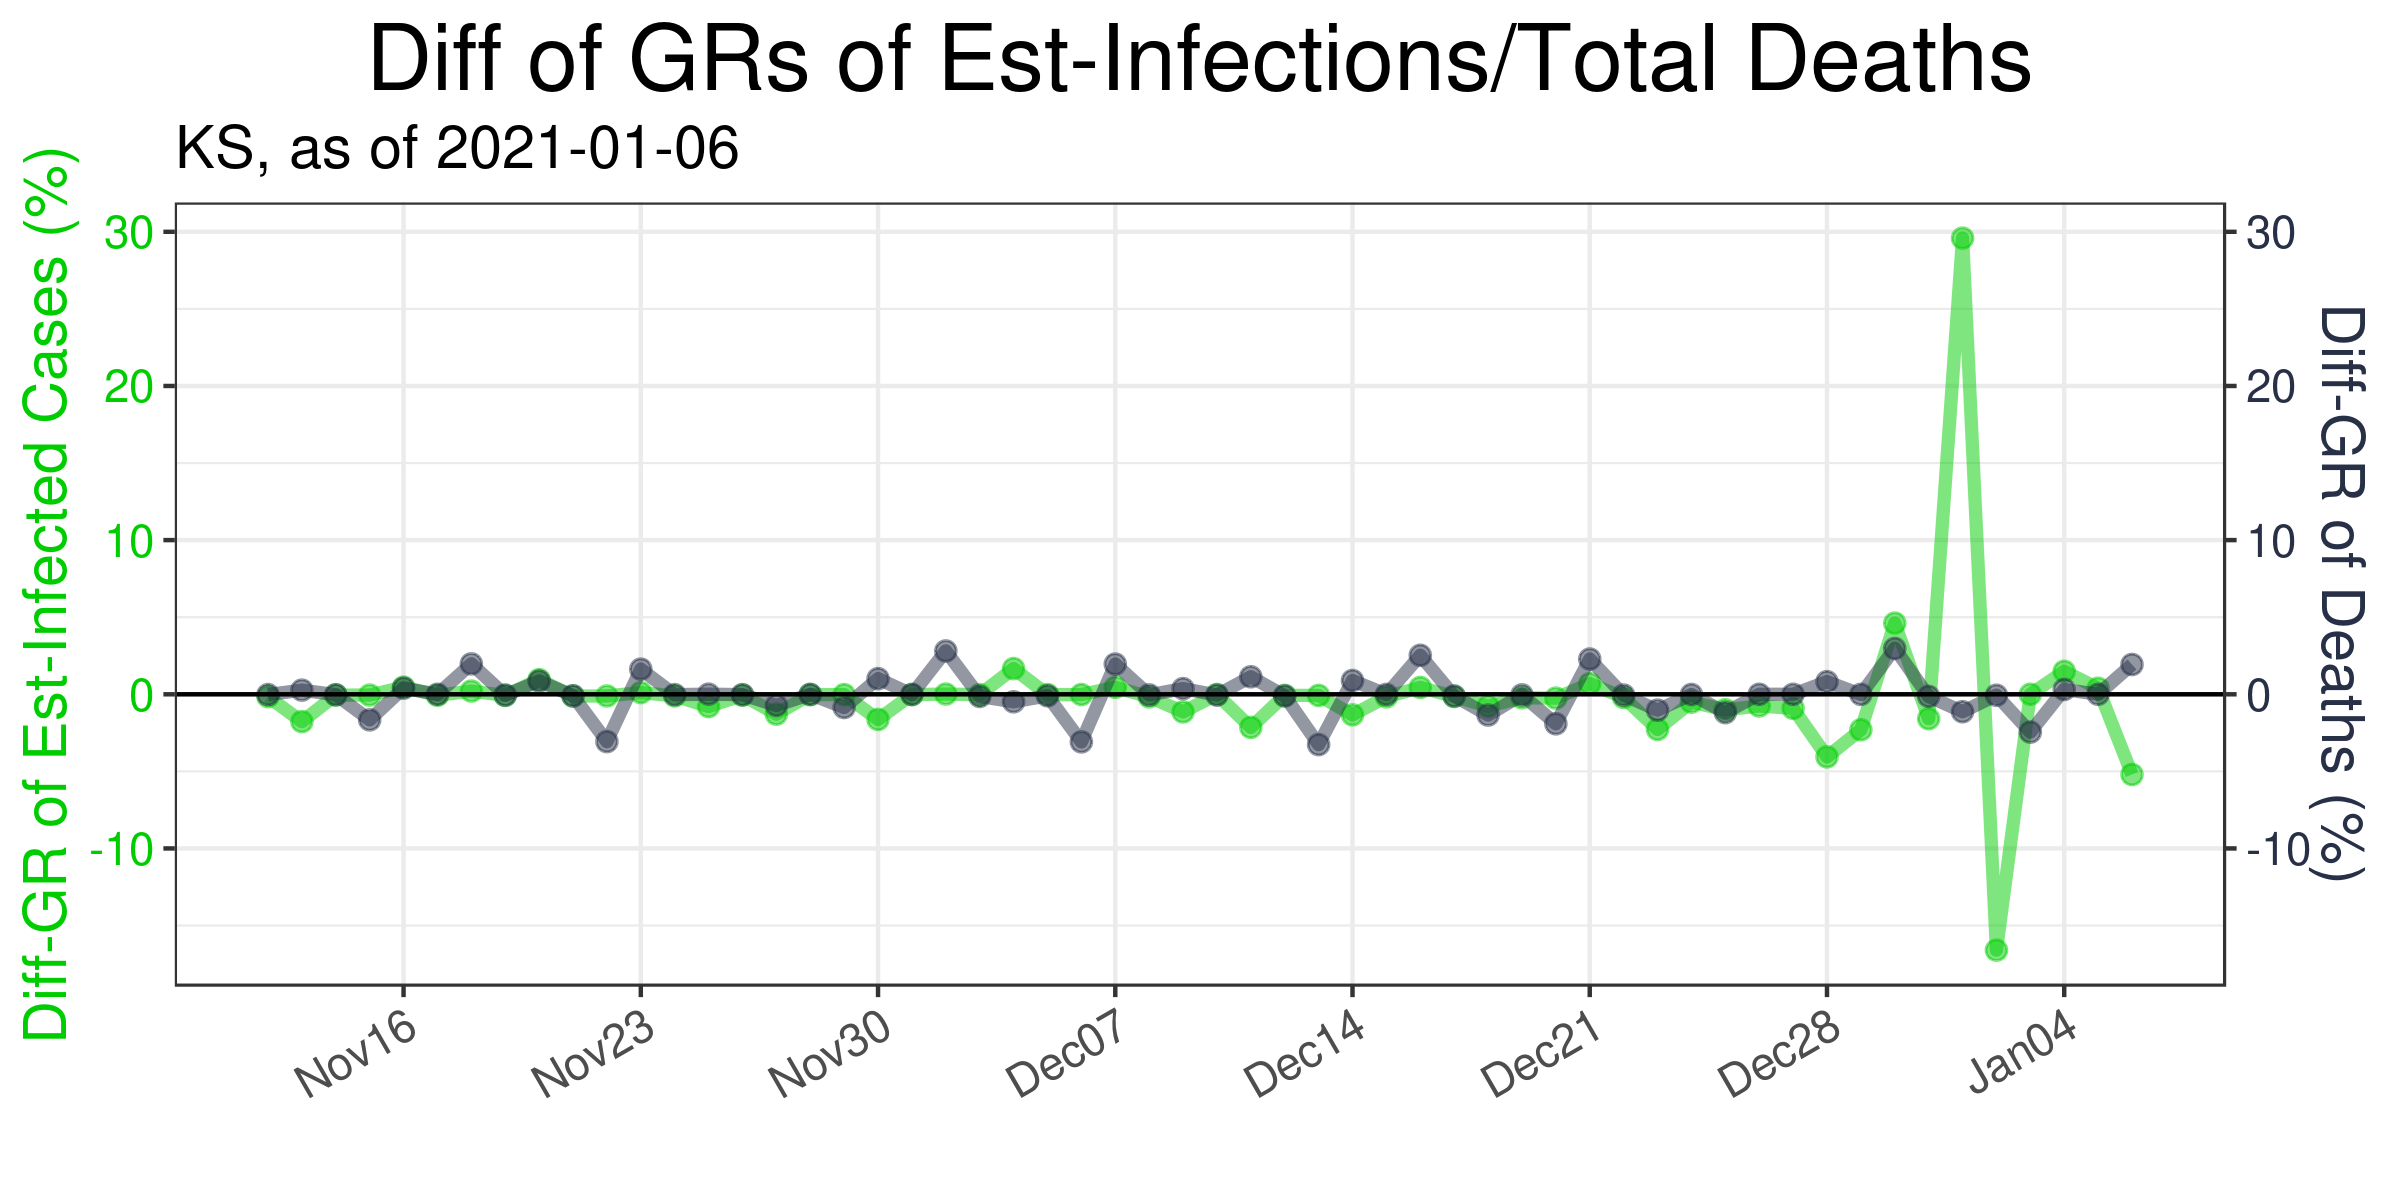 Diff of GRs of Est-Infections/Total Deaths
KS, as of 2021-01-06
Diff-GR of Est-Infected Cases (%)
30
20
10
0
-10
30
20
10
0
-10
Diff-GR of Deaths (%)
Nov16
Nov23
Nov30
Dec07
Dec14
Dec21
Dec28
Jan04